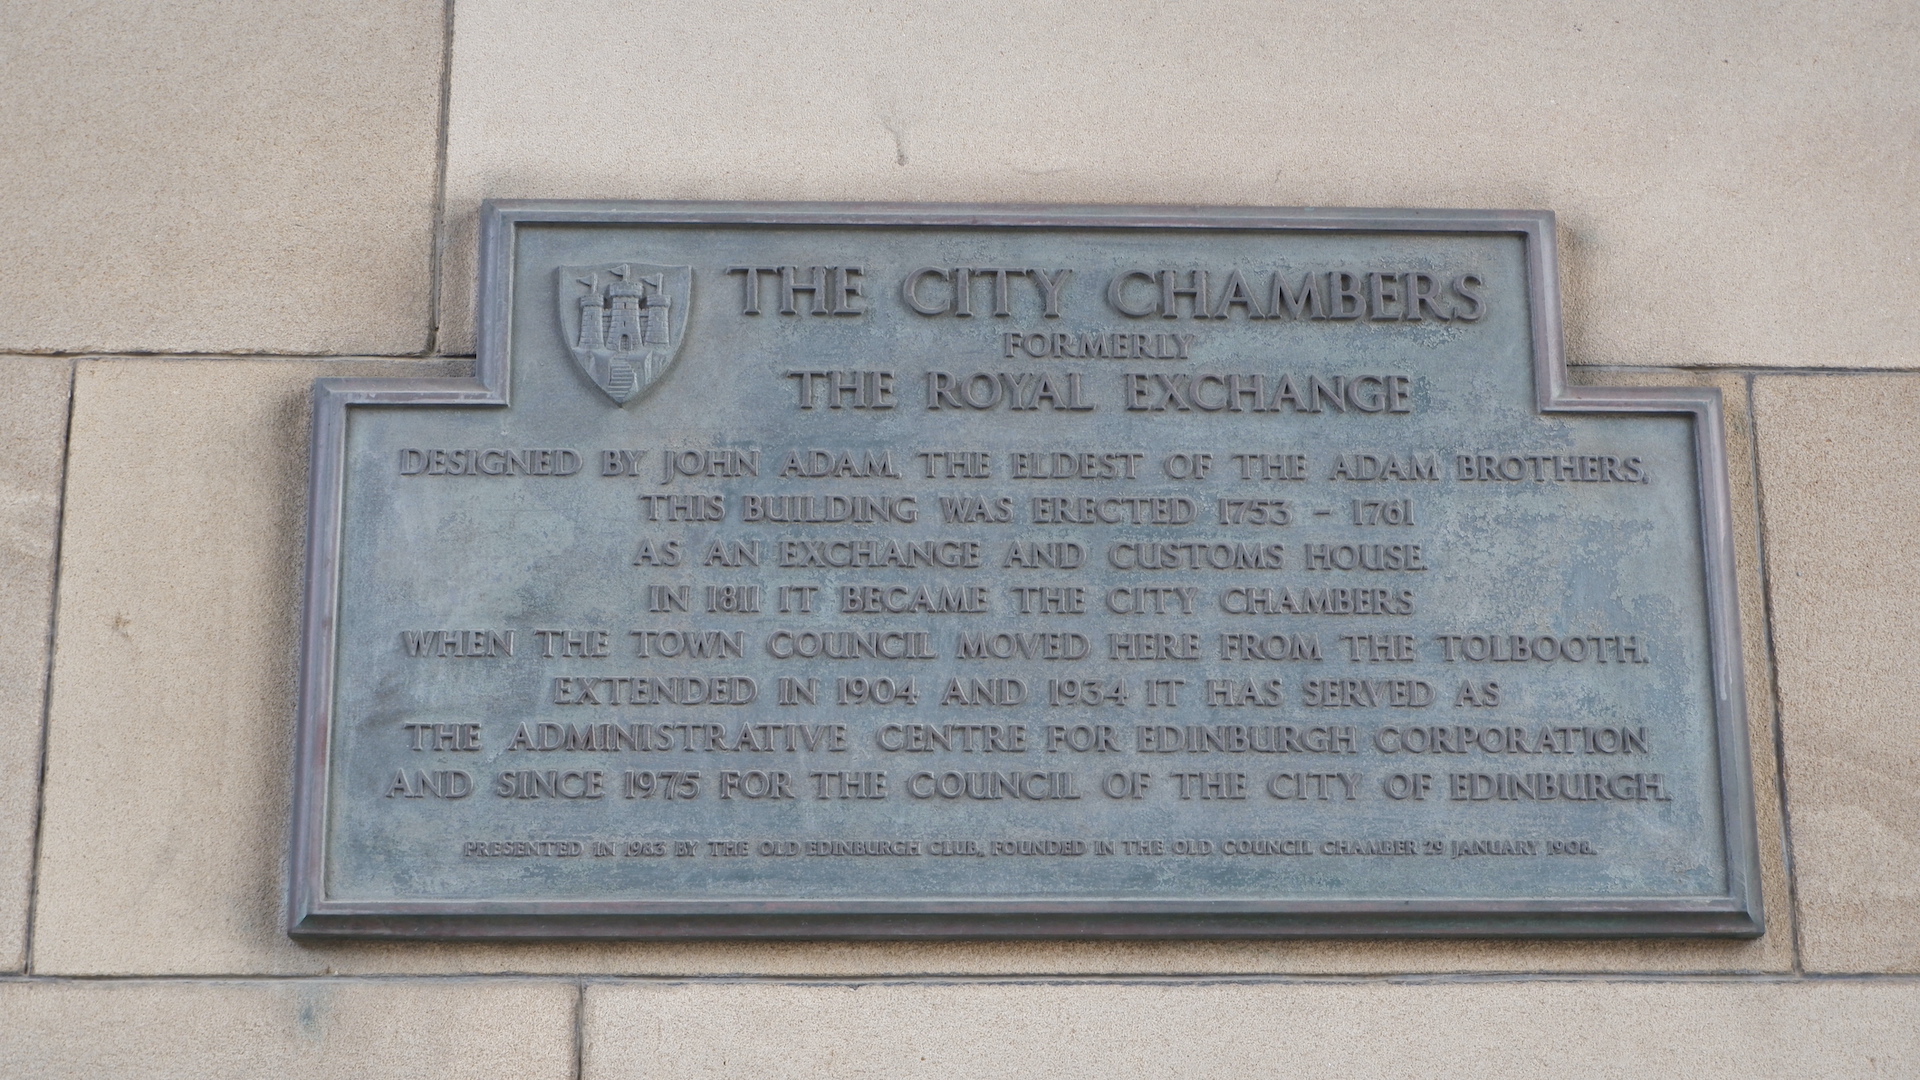 THE CITY CHAMBERS
FORMERLY
THE ROYAL EXCHANGE
DESIGNED BY JOHN ADAM, THE ELDEST OF THE ADAM BROTHERS,
THIS BUILDING WAS ERECTED 1753 - 1761
AS AN EXCHANGE AND CUSTOMS HOUSE.
IN 1811 IT BECAME THE CITY CHAMBERS
WHEN THE TOWN COUNCIL MOVED HERE FROM THE TOLBOOTH.
EXTENDED IN 1904 AND 1934 IT HAS SERVED AS
THE ADMINISTRATIVE CENTRE FOR EDINBURGH CORPORATION
AND SINCE 1975 FOR THE COUNCIL OF THE CITY OF EDINBURGH.
PRESENTED IN 1983 BY THE OLD EDINBURGH CLUB, FOUNDED IN THE OLD COUNCIL CHAMBER 29 JANUARY 1908.